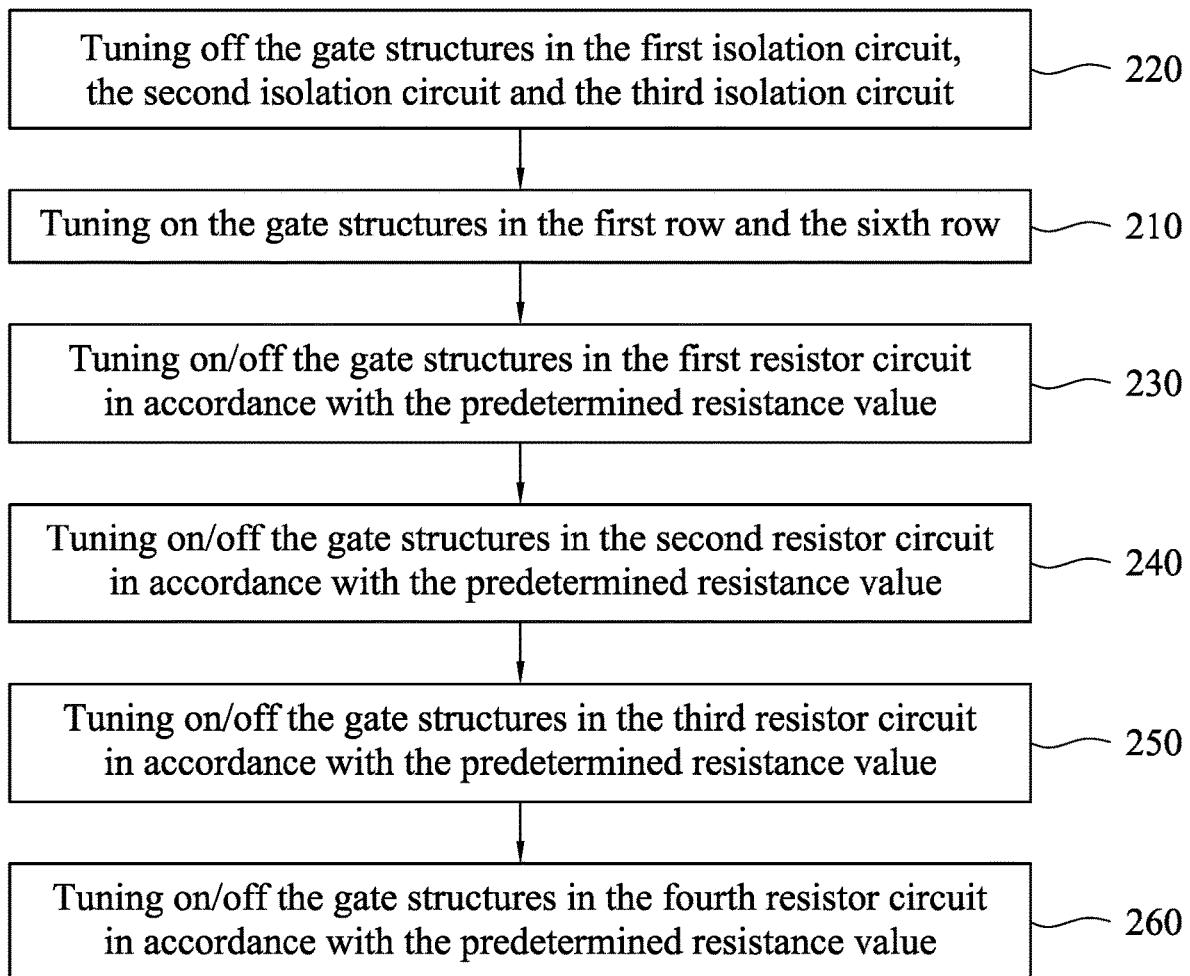 Tuning off the gate structures in the first isolation circuit,
the second isolation circuit and the third isolation circuit
220
Tuning on the gate structures in the first row and the sixth row
210
Tuning on/off the gate structures in the first resistor circuit
in accordance with the predetermined resistance value
230
Tuning on/off the gate structures in the second resistor circuit
in accordance with the predetermined resistance value
240
Tuning on/off the gate structures in the third resistor circuit
in accordance with the predetermined resistance value
250
Tuning on/off the gate structures in the fourth resistor circuit
in accordance with the predetermined resistance value
260